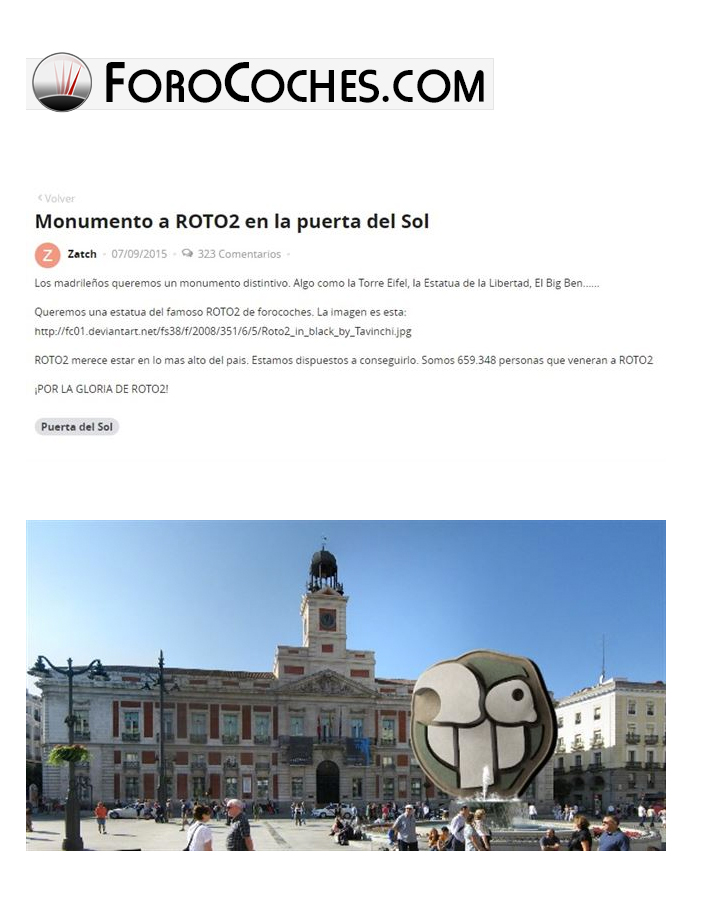 FOROCOCHES.COM
Volver
Monumento a ROTO2 en la puerta del Sol
Z Zatch · 07/09/2015 · 323 Comentarios ·
Los madrileños queremos un monumento distintivo. Algo como la Torre Eifel, la Estatua de la Libertad, El Big Ben......
Queremos una estatua del famoso ROTO2 de forocoches. La imagen es esta:
http://fc01.deviantart.net/fs38/f/2008/351/6/5/Roto2_in_black_by_Tavinchi.jpg
ROTO2 merece estar en lo mas alto del pais. Estamos dispuestos a conseguirlo. Somos 659.348 personas que veneran a ROTO2
¡POR LA GLORIA DE ROTO2!
Puerta del Sol